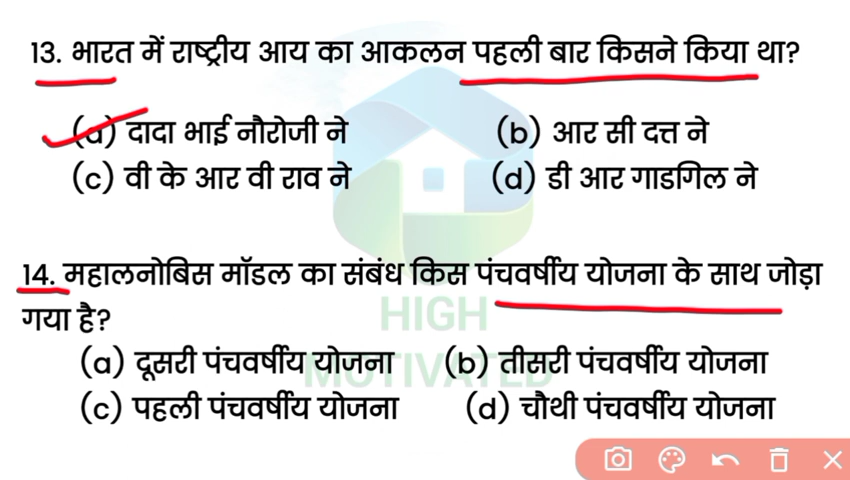 13. भारत में राष्ट्रीय आय का आकलन पहली बार किसने किया था?
(a) दादा भाई नौरोजी ने (b) आर सी दत्त ने
(c) वी के आर वी राव ने (d) डी आर गाडगिल ने
14. महालनोबिस मॉडल का संबंध किस पंचवर्षीय योजना के साथ जोड़ा
गया है?
HIGH
(a) दूसरी पंचवर्षीय योजना (b) तीसरी पंचवर्षीय योजना
MOTIVATED
(c) पहली पंचवर्षीय योजना (d) चौथी पंचवर्षीय योजना